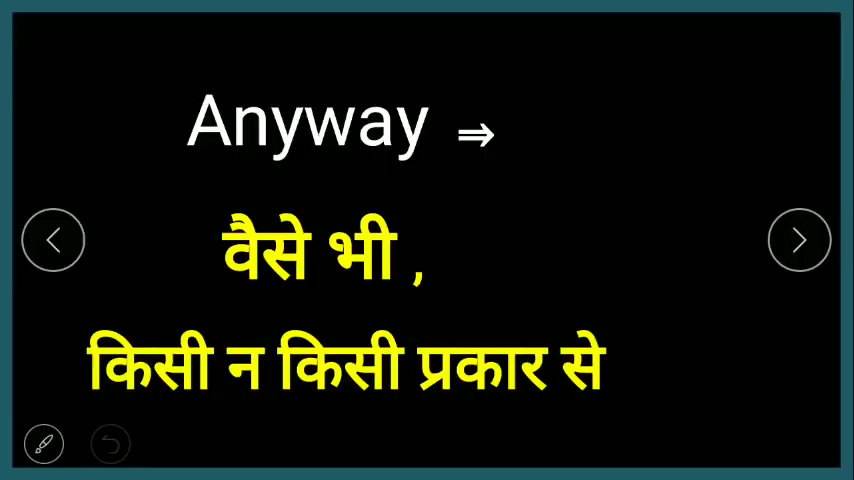 Anyway ⇒
वैसे भी ,
किसी न किसी प्रकार से